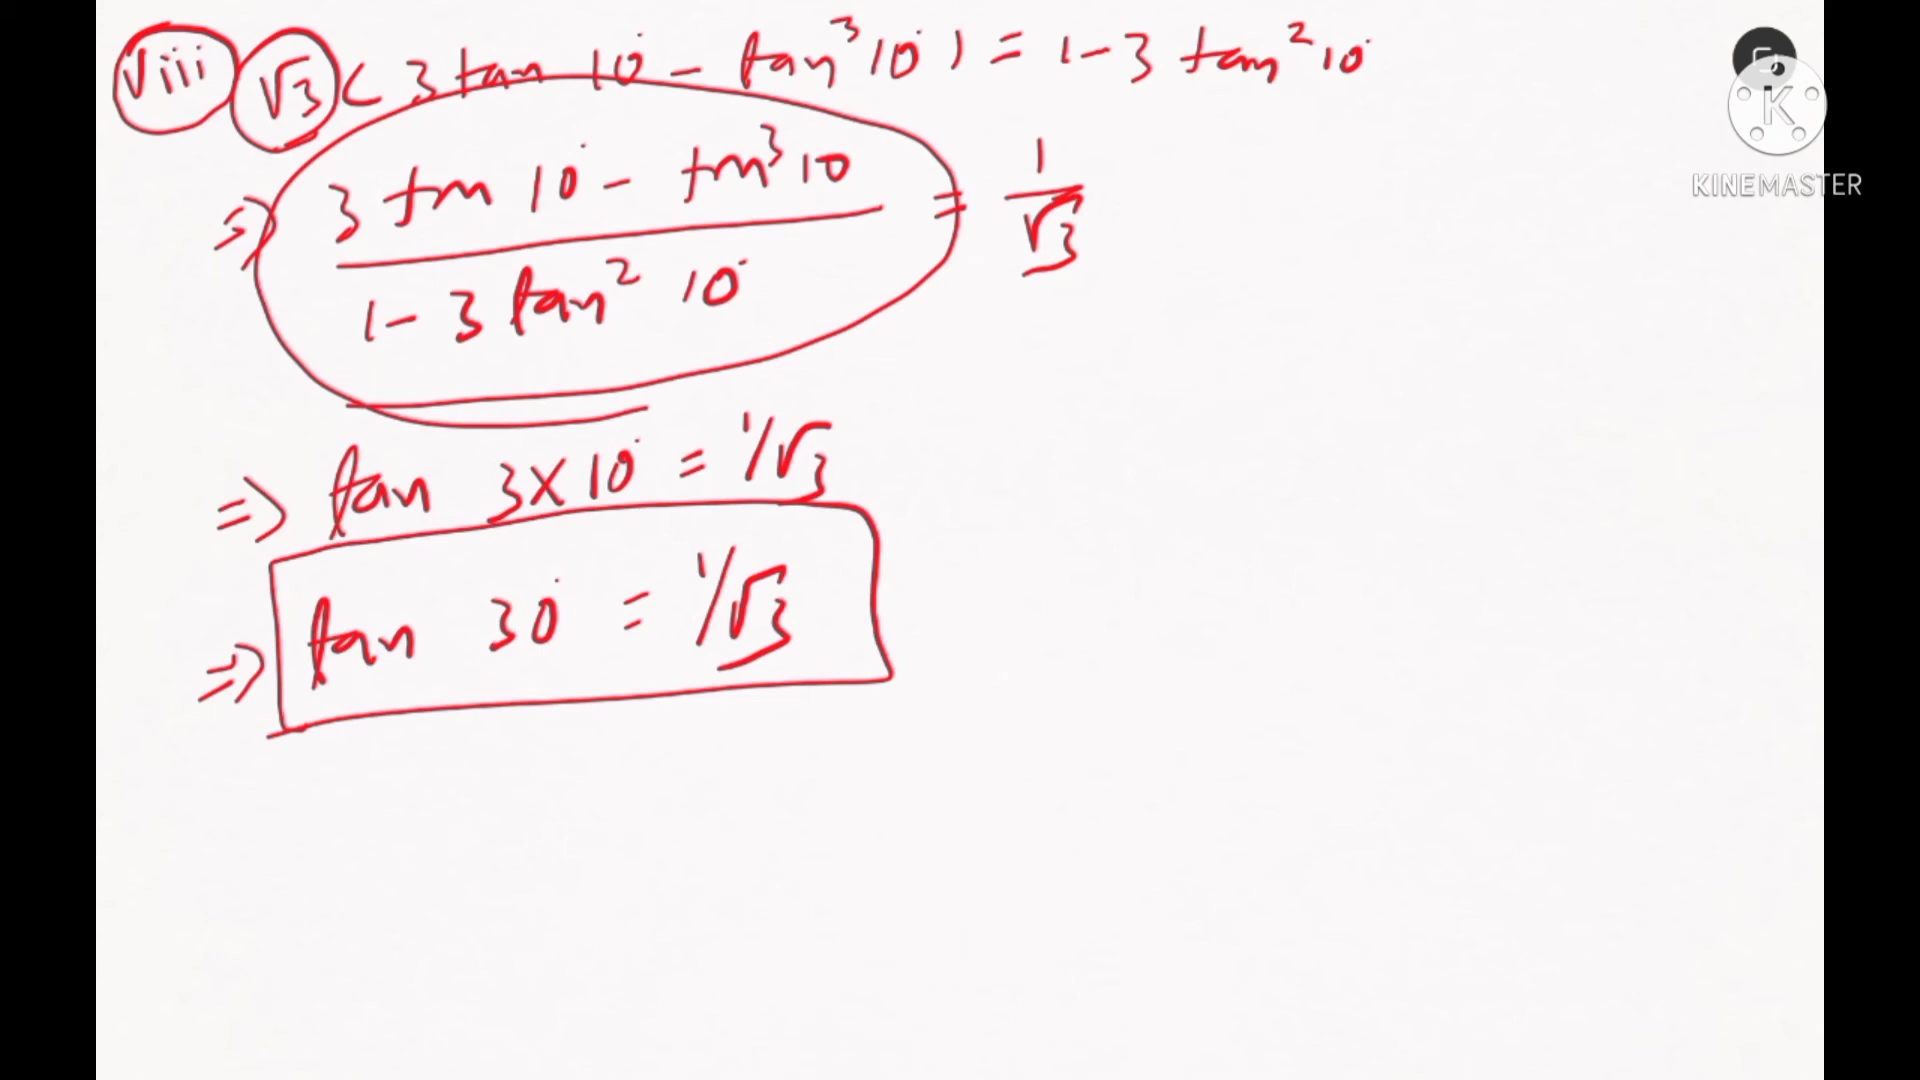 viii √3 ( 3 tan 10° - tan³ 10° ) = 1 - 3 tan² 10°
⇒ (3 tan 10° - tan³ 10) / (1 - 3 tan² 10°) = 1/√3
⇒ tan 3×10° = 1/√3
⇒ tan 30° = 1/√3
K
KINEMASTER